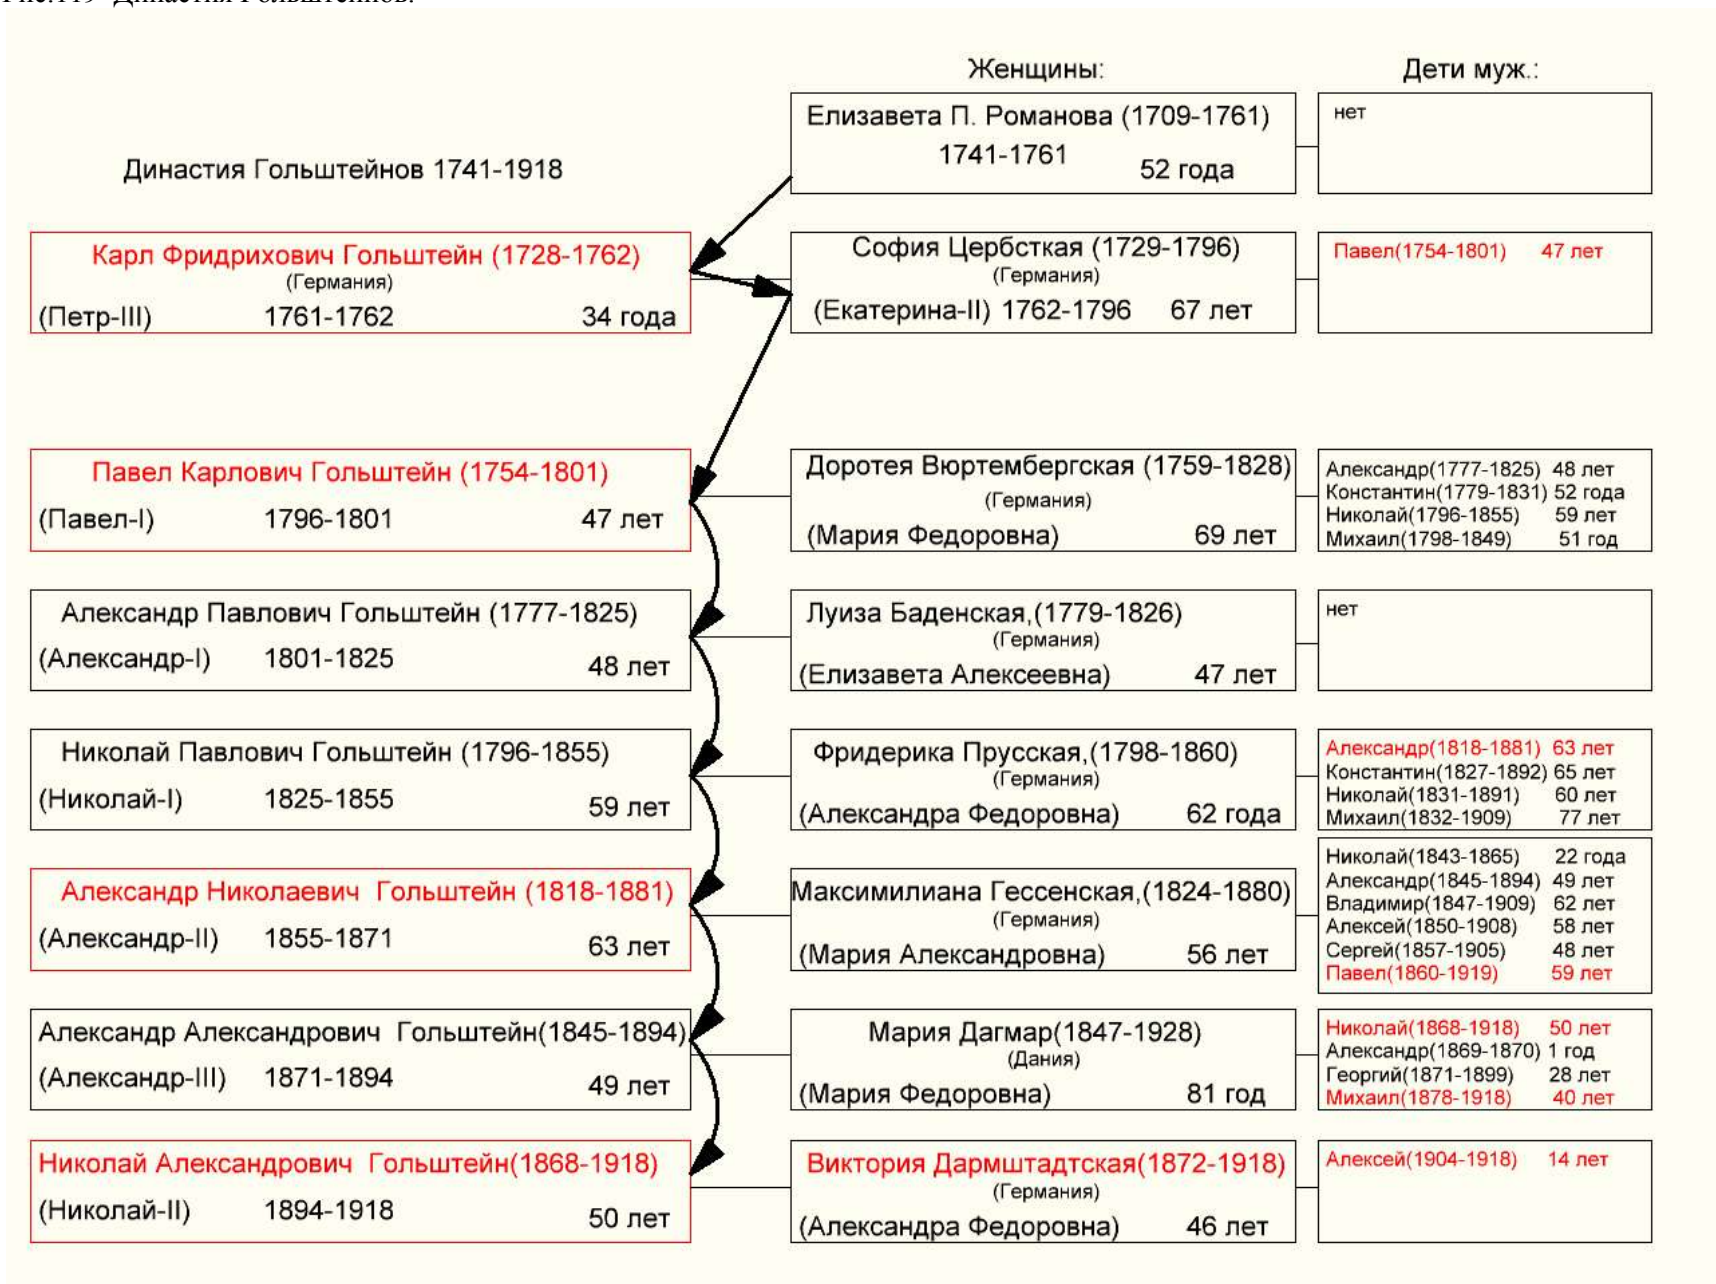 Рис.119 Династия Гольштейнов.
Женщины:
Дети муж.:
Елизавета П. Романова (1709-1761)
1741-1761
52 года
нет
Династия Гольштейнов 1741-1918
Карл Фридрихович Гольштейн (1728-1762)
(Германия)
(Петр-III) 1761-1762 34 года
София Цербсткая (1729-1796)
(Германия)
(Екатерина-II) 1762-1796 67 лет
Павел(1754-1801) 47 лет
Павел Карлович Гольштейн (1754-1801)
(Павел-I) 1796-1801 47 лет
Доротея Вюртембергская (1759-1828)
(Германия)
(Мария Федоровна) 69 лет
Александр(1777-1825) 48 лет
Константин(1779-1831) 52 года
Николай(1796-1855) 59 лет
Михаил(1798-1849) 51 год
Александр Павлович Гольштейн (1777-1825)
(Александр-I) 1801-1825 48 лет
Луиза Баденская,(1779-1826)
(Германия)
(Елизавета Алексеевна) 47 лет
нет
Николай Павлович Гольштейн (1796-1855)
(Николай-I) 1825-1855 59 лет
Фридерика Прусская,(1798-1860)
(Германия)
(Александра Федоровна) 62 года
Александр(1818-1881) 63 лет
Константин(1827-1892) 65 лет
Николай(1831-1891) 60 лет
Михаил(1832-1909) 77 лет
Александр Николаевич Гольштейн (1818-1881)
(Александр-II) 1855-1871 63 лет
Максимилиана Гессенская,(1824-1880)
(Германия)
(Мария Александровна) 56 лет
Николай(1843-1865) 22 года
Александр(1845-1894) 49 лет
Владимир(1847-1909) 62 лет
Алексей(1850-1908) 58 лет
Сергей(1857-1905) 48 лет
Павел(1860-1919) 59 лет
Александр Александрович Гольштейн(1845-1894)
(Александр-III) 1871-1894 49 лет
Мария Дагмар(1847-1928)
(Дания)
(Мария Федоровна) 81 год
Николай(1868-1918) 50 лет
Александр(1869-1870) 1 год
Георгий(1871-1899) 28 лет
Михаил(1878-1918) 40 лет
Николай Александрович Гольштейн(1868-1918)
(Николай-II) 1894-1918 50 лет
Виктория Дармштадтская(1872-1918)
(Германия)
(Александра Федоровна) 46 лет
Алексей(1904-1918) 14 лет